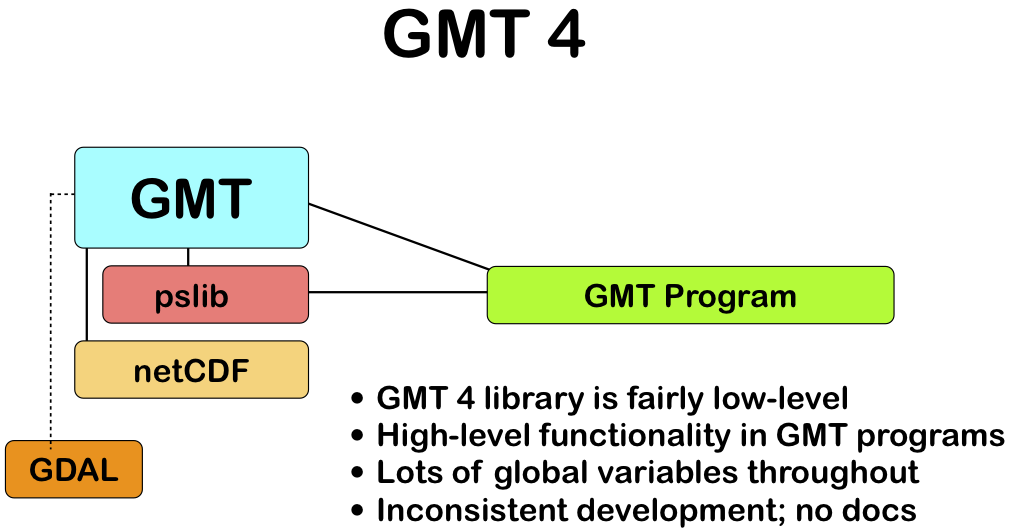 GMT 4
GMT
pslib
GMT Program
netCDF
GDAL
• GMT 4 library is fairly low-level
• High-level functionality in GMT programs
• Lots of global variables throughout
• Inconsistent development; no docs